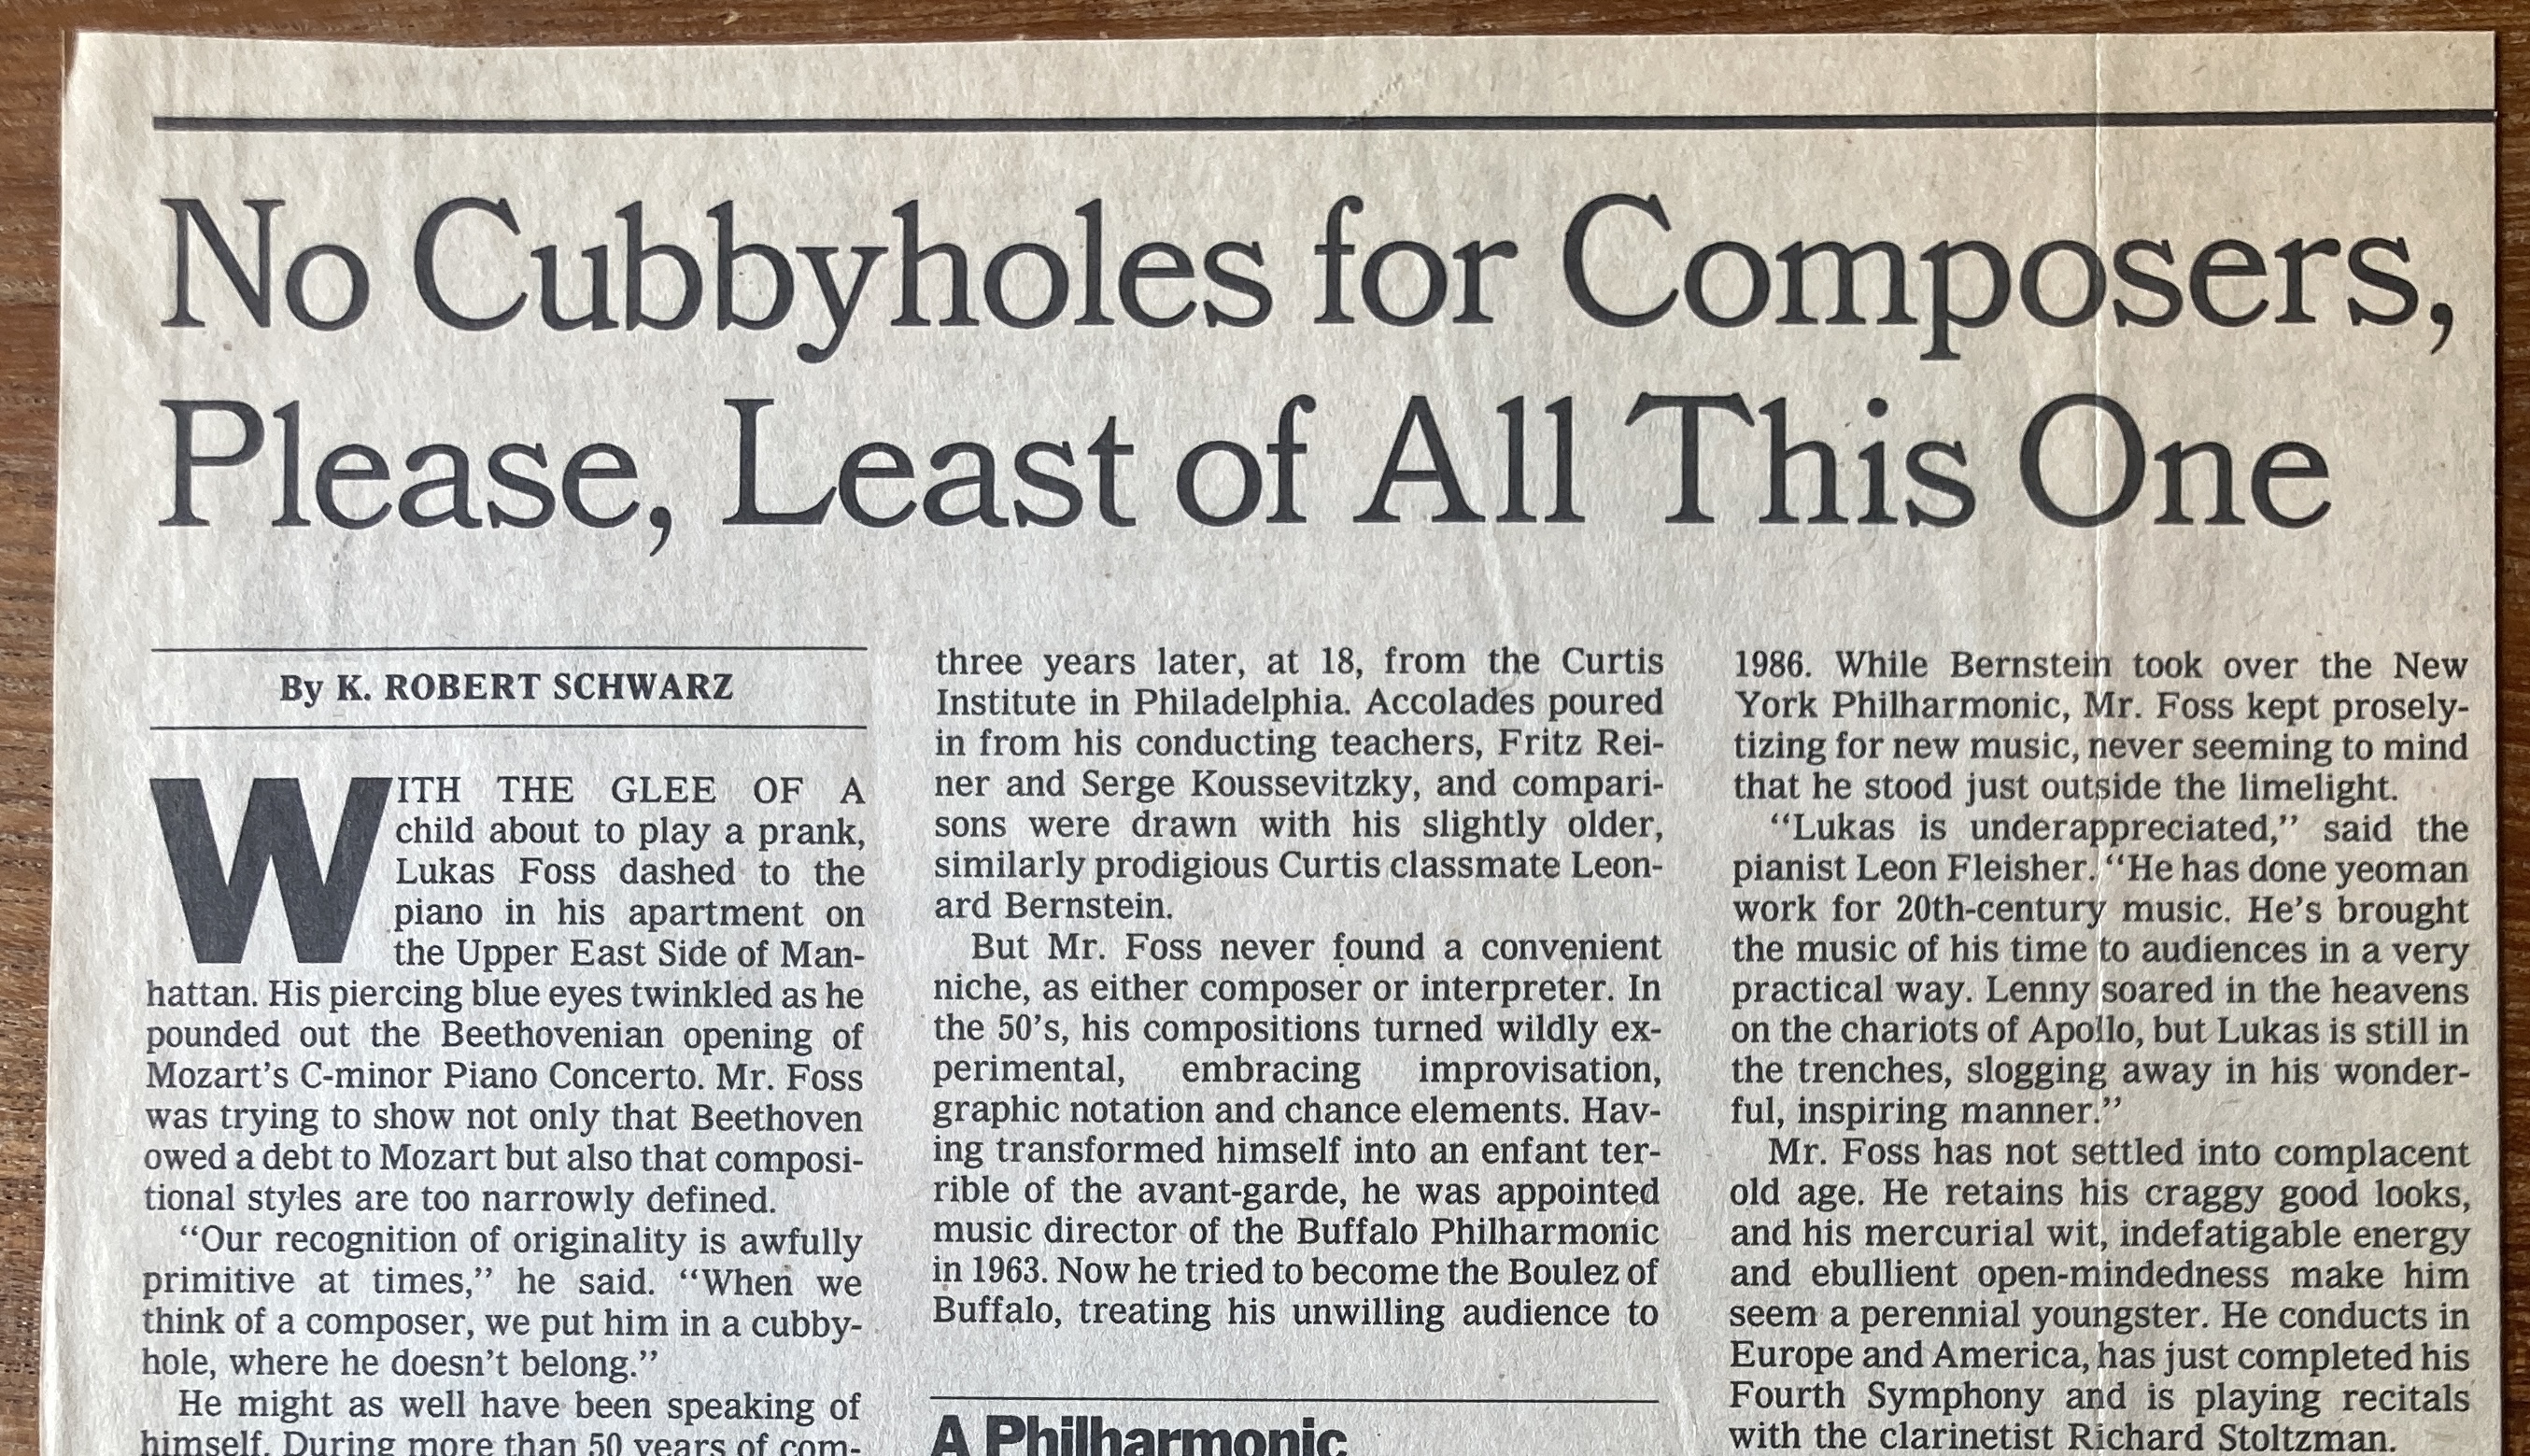 No Cubbyholes for Composers,
Please, Least of All This One
By K. ROBERT SCHWARZ
WITH THE GLEE OF A
child about to play a prank,
Lukas Foss dashed to the
piano in his apartment on
the Upper East Side of Man-
hattan. His piercing blue eyes twinkled as he
pounded out the Beethovenian opening of
Mozart's C-minor Piano Concerto. Mr. Foss
was trying to show not only that Beethoven
owed a debt to Mozart but also that composi-
tional styles are too narrowly defined.
“Our recognition of originality is awfully
primitive at times,” he said. “When we
think of a composer, we put him in a cubby-
hole, where he doesn't belong.”
He might as well have been speaking of
himself. During more than 50 years of com-
three years later, at 18, from the Curtis
Institute in Philadelphia. Accolades poured
in from his conducting teachers, Fritz Rei-
ner and Serge Koussevitzky, and compari-
sons were drawn with his slightly older,
similarly prodigious Curtis classmate Leon-
ard Bernstein.
But Mr. Foss never found a convenient
niche, as either composer or interpreter. In
the 50's, his compositions turned wildly ex-
perimental, embracing improvisation,
graphic notation and chance elements. Hav-
ing transformed himself into an enfant ter-
rible of the avant-garde, he was appointed
music director of the Buffalo Philharmonic
in 1963. Now he tried to become the Boulez of
Buffalo, treating his unwilling audience to
A Philharmonic
1986. While Bernstein took over the New
York Philharmonic, Mr. Foss kept prosely-
tizing for new music, never seeming to mind
that he stood just outside the limelight.
“Lukas is underappreciated,” said the
pianist Leon Fleisher. “He has done yeoman
work for 20th-century music. He's brought
the music of his time to audiences in a very
practical way. Lenny soared in the heavens
on the chariots of Apollo, but Lukas is still in
the trenches, slogging away in his wonder-
ful, inspiring manner.”
Mr. Foss has not settled into complacent
old age. He retains his craggy good looks,
and his mercurial wit, indefatigable energy
and ebullient open-mindedness make him
seem a perennial youngster. He conducts in
Europe and America, has just completed his
Fourth Symphony and is playing recitals
with the clarinetist Richard Stoltzman.